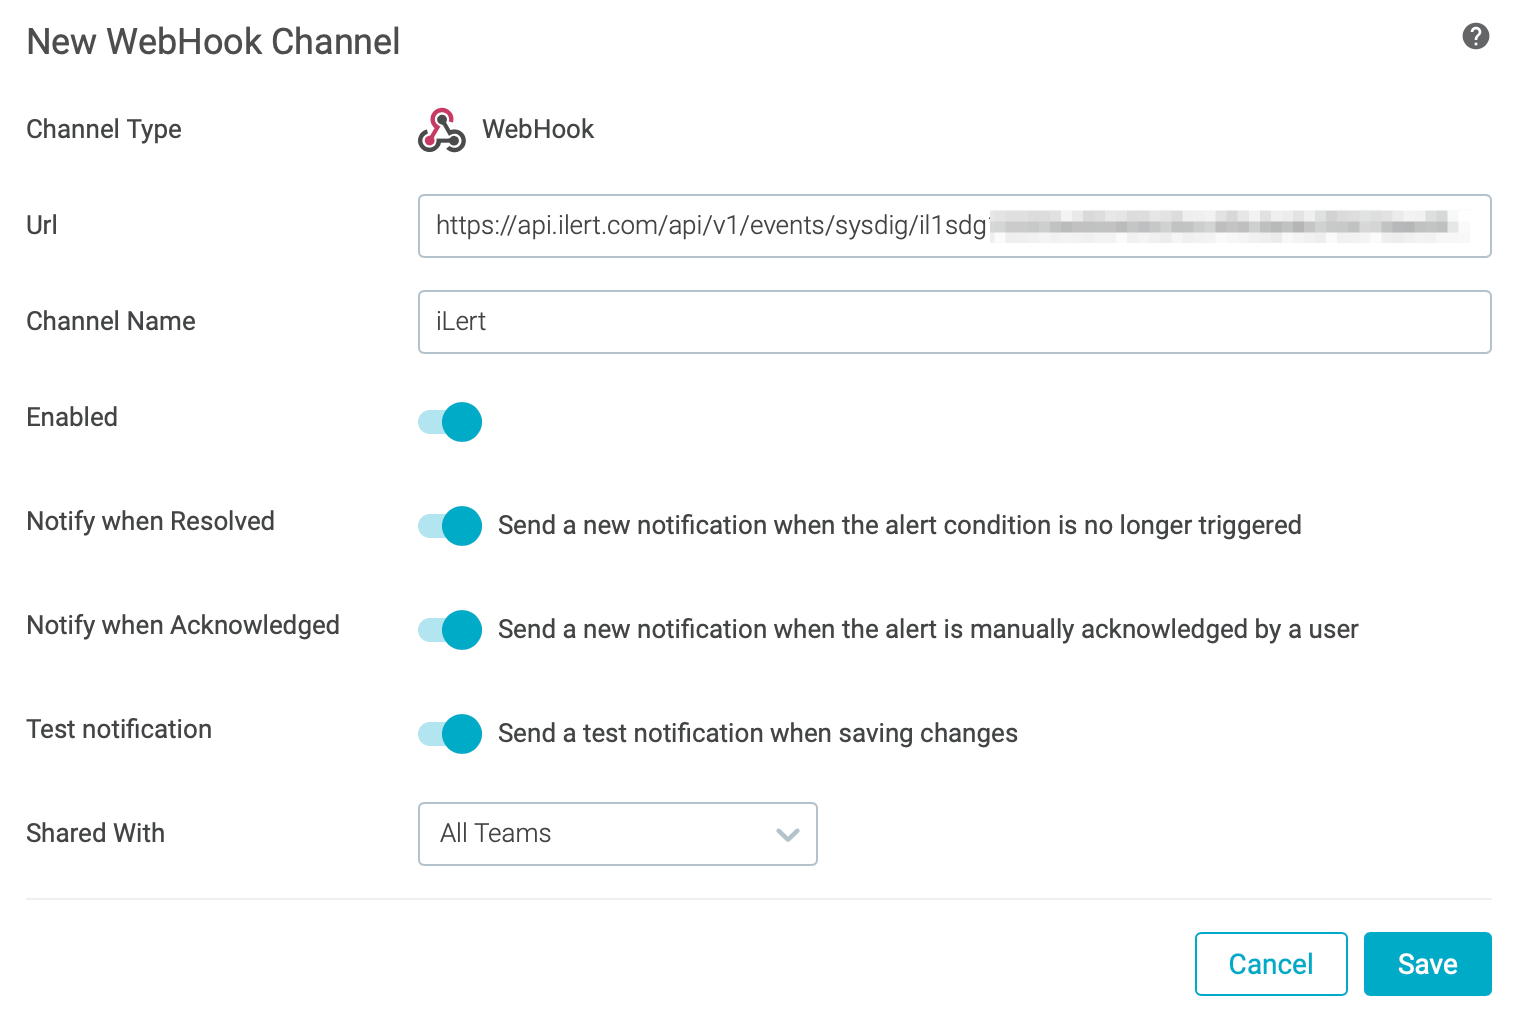 New WebHook Channel
?
Channel Type WebHook
Url https://api.ilert.com/api/v1/events/sysdig/il1sdg
Channel Name iLert
Enabled
Notify when Resolved Send a new notification when the alert condition is no longer triggered
Notify when Acknowledged Send a new notification when the alert is manually acknowledged by a user
Test notification Send a test notification when saving changes
Shared With All Teams
Cancel Save